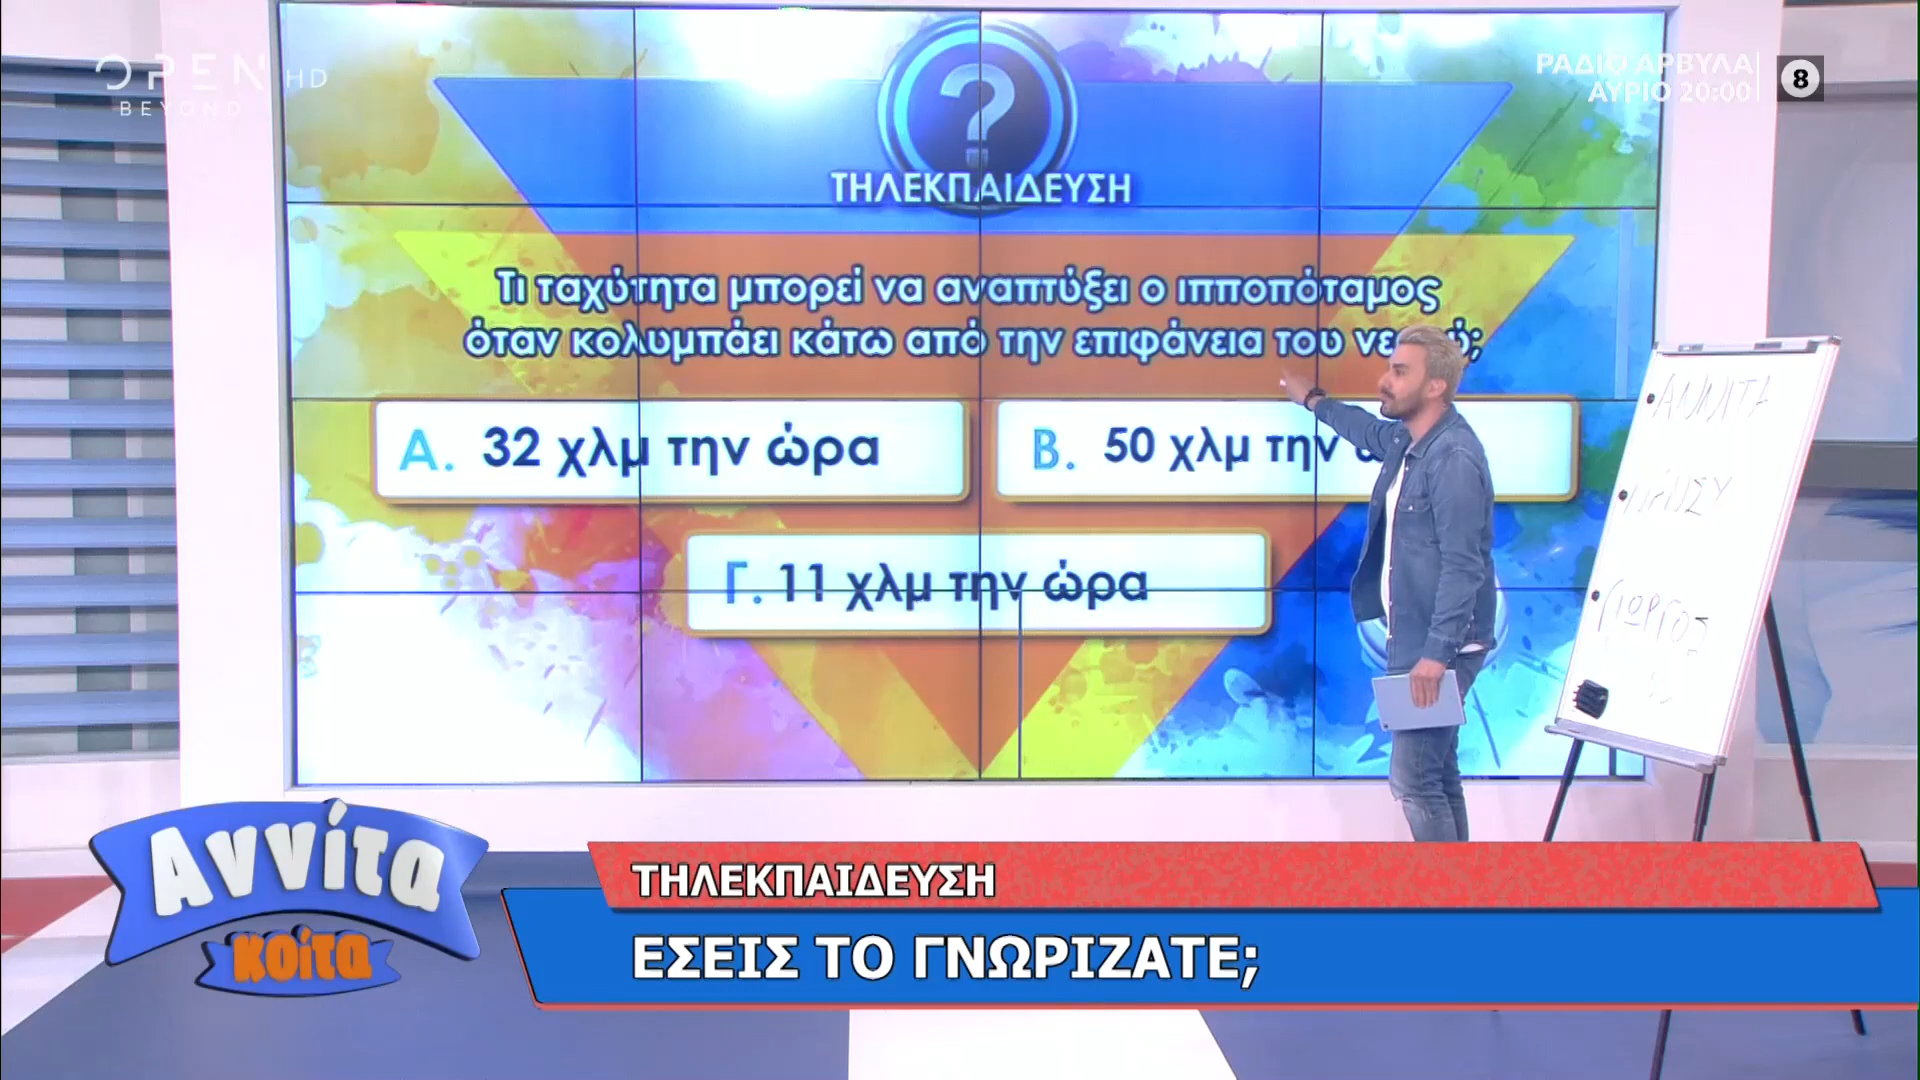 OPEN HD
BEYOND
ΡΑΔΙΟ ΑΡΒΥΛΑ
ΑΥΡΙΟ 20:00
8
ΤΗΛΕΚΠΑΙΔΕΥΣΗ
Τι ταχύτητα μπορεί να αναπτύξει ο ιπποπόταμος
όταν κολυμπάει κάτω από την επιφάνεια του
Α. 32 χλμ την ώρα
Β. 50 χλμ την
Γ. 11 χλμ την ώρα
ΑΝΝΙΤΑ
ΓΙΩΡΓΟΣ
Αννίτα
κοίτα
ΤΗΛΕΚΠΑΙΔΕΥΣΗ
ΕΣΕΙΣ ΤΟ ΓΝΩΡΙΖΑΤΕ;